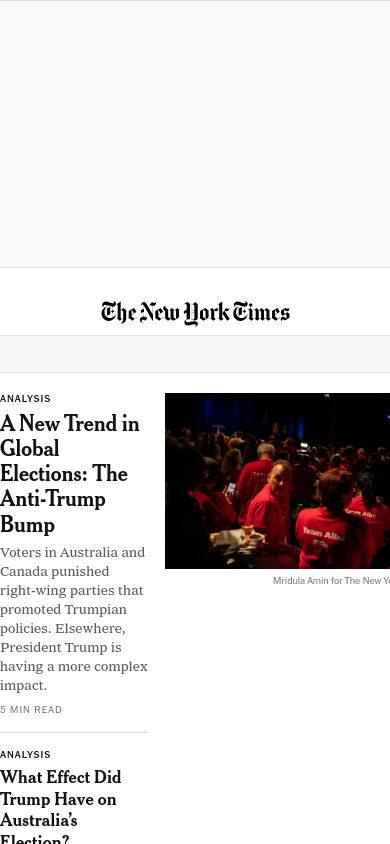 The New York Times
ANALYSIS
A New Trend in
Global
Elections: The
Anti-Trump
Bump
Voters in Australia and
Canada punished
right-wing parties that
promoted Trumpian
policies. Elsewhere,
President Trump is
having a more complex
impact.
5 MIN READ
Team Albo
Team Albo
Mridula Amin for The New Yo
ANALYSIS
What Effect Did
Trump Have on
Australia's
Election?